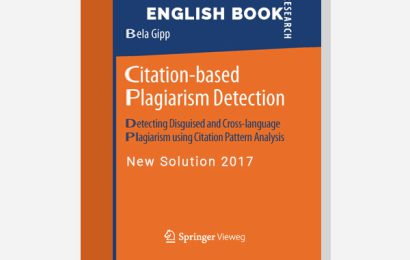 ENGLISH BOOK
RESEARCH
Bela Gipp
Citation-based
Plagiarism Detection
Detecting Disguised and Cross-language
Plagiarism using Citation Pattern Analysis
New Solution 2017
Springer Vieweg